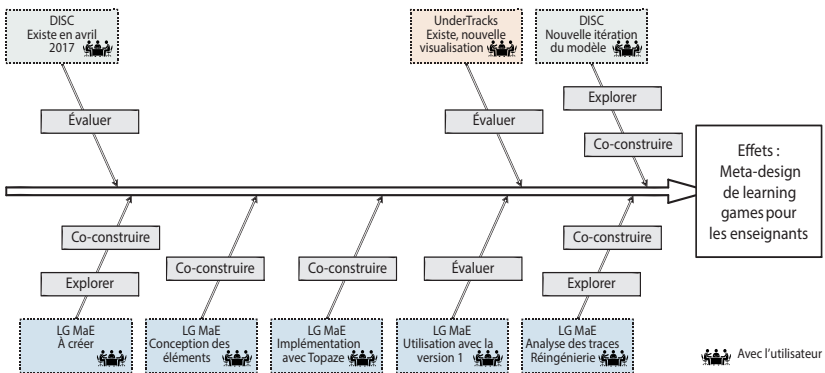 DISC
Existe en avril
2017
UnderTracks
Existe, nouvelle
visualisation
DISC
Nouvelle itération
du modèle
Évaluer
Évaluer
Explorer
Co-construire
Effets :
Meta-design
de learning
games pour
les enseignants
Co-construire
Explorer
Co-construire
Co-construire
Évaluer
Co-construire
Explorer
LG MaE
À créer
LG MaE
Conception des
éléments
LG MaE
Implémentation
avec Topaze
LG MaE
Utilisation avec la
version 1
LG MaE
Analyse des traces
Réingénierie
Avec l'utilisateur